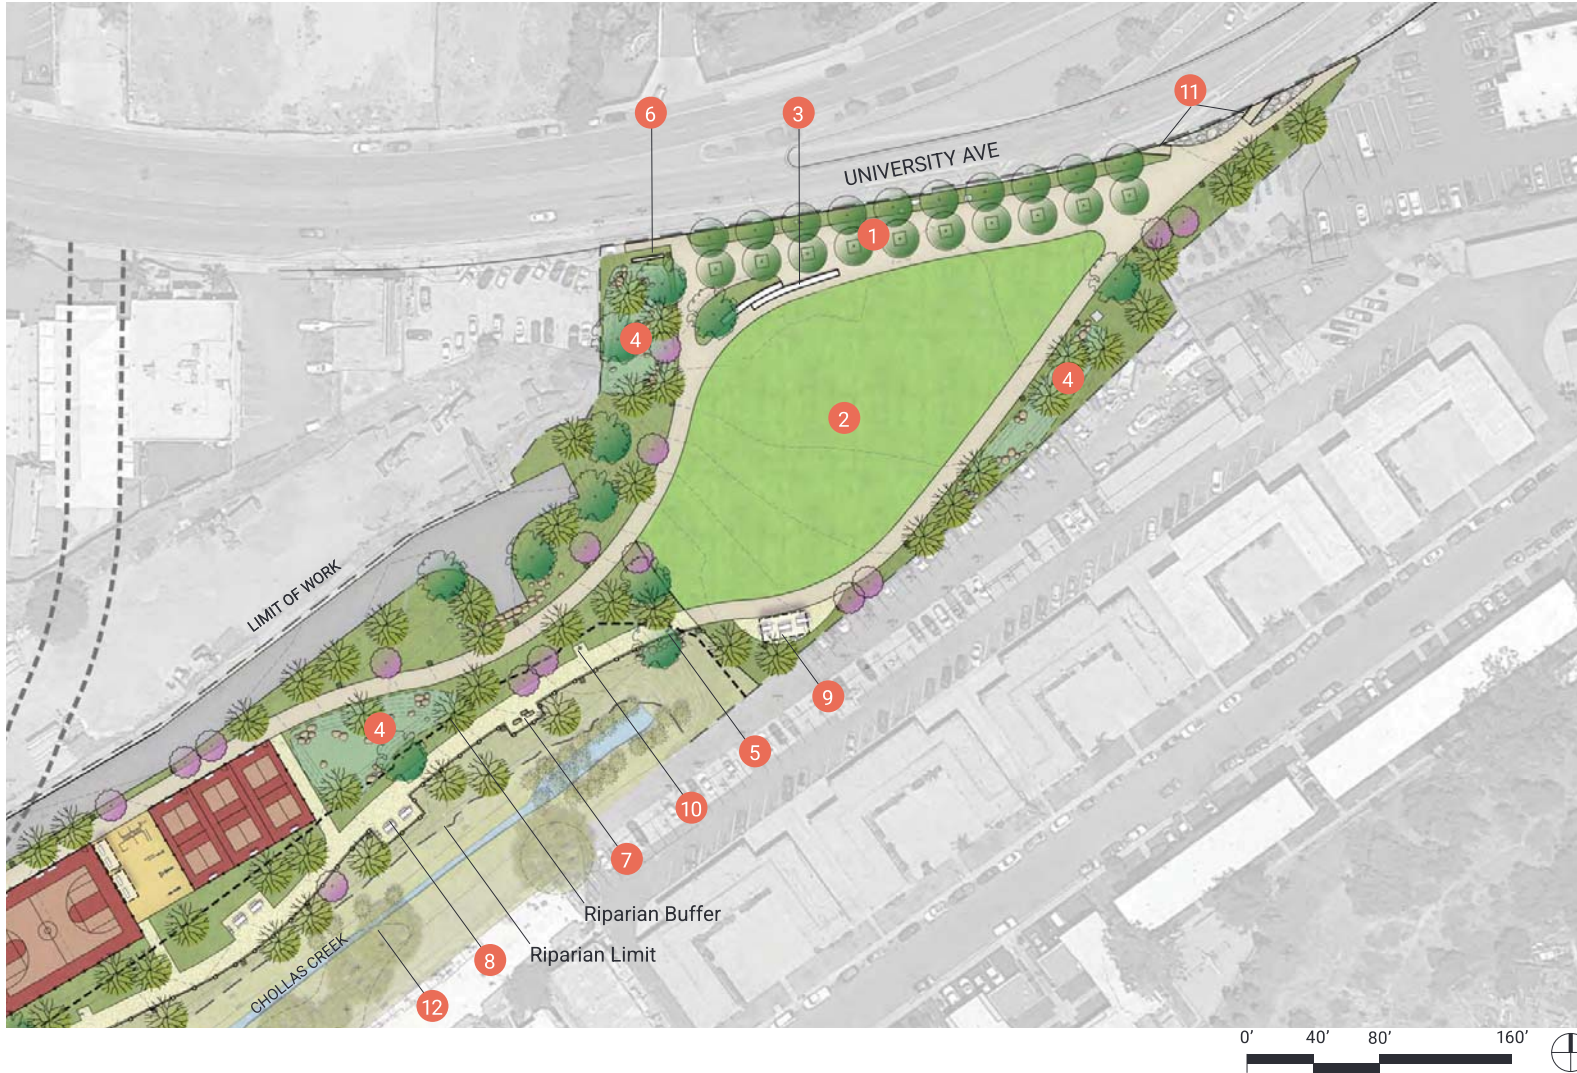 11
6
3
UNIVERSITY AVE
1
4
4
2
LIMIT OF WORK
9
4
5
10
7
Riparian Buffer
Riparian Limit
8
CHOLLAS CREEK
12
0’ 40’ 80’ 160’